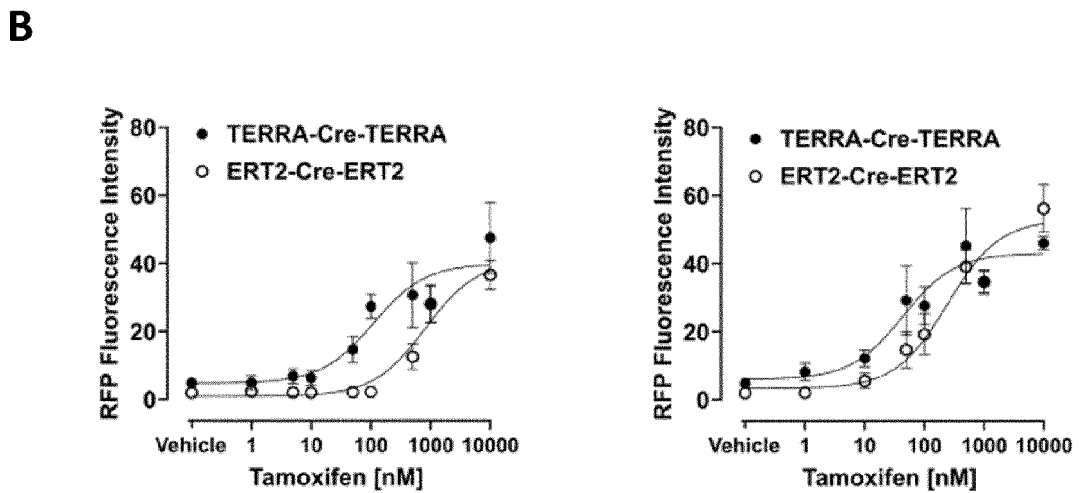 B
RFP Fluorescence Intensity
80
60
40
20
0
TERRA-Cre-TERRA
ERT2-Cre-ERT2
Vehicle 1 10 100 1000 10000
Tamoxifen [nM]
RFP Fluorescence Intensity
80
60
40
20
0
TERRA-Cre-TERRA
ERT2-Cre-ERT2
Vehicle 1 10 100 1000 10000
Tamoxifen [nM]